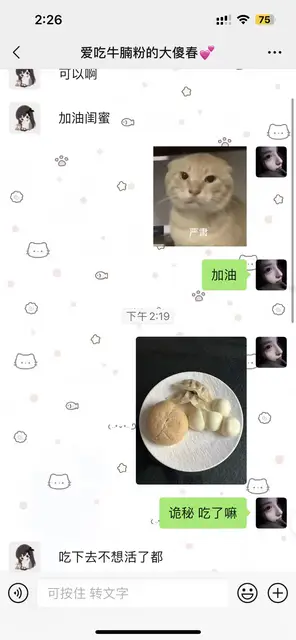 2:26
75
爱吃牛腩粉的大傻春💕
可以啊
加油闺蜜
严肃
加油
下午2:19
诡秘 吃了嘛
吃下去不想活了都
可按住 转文字